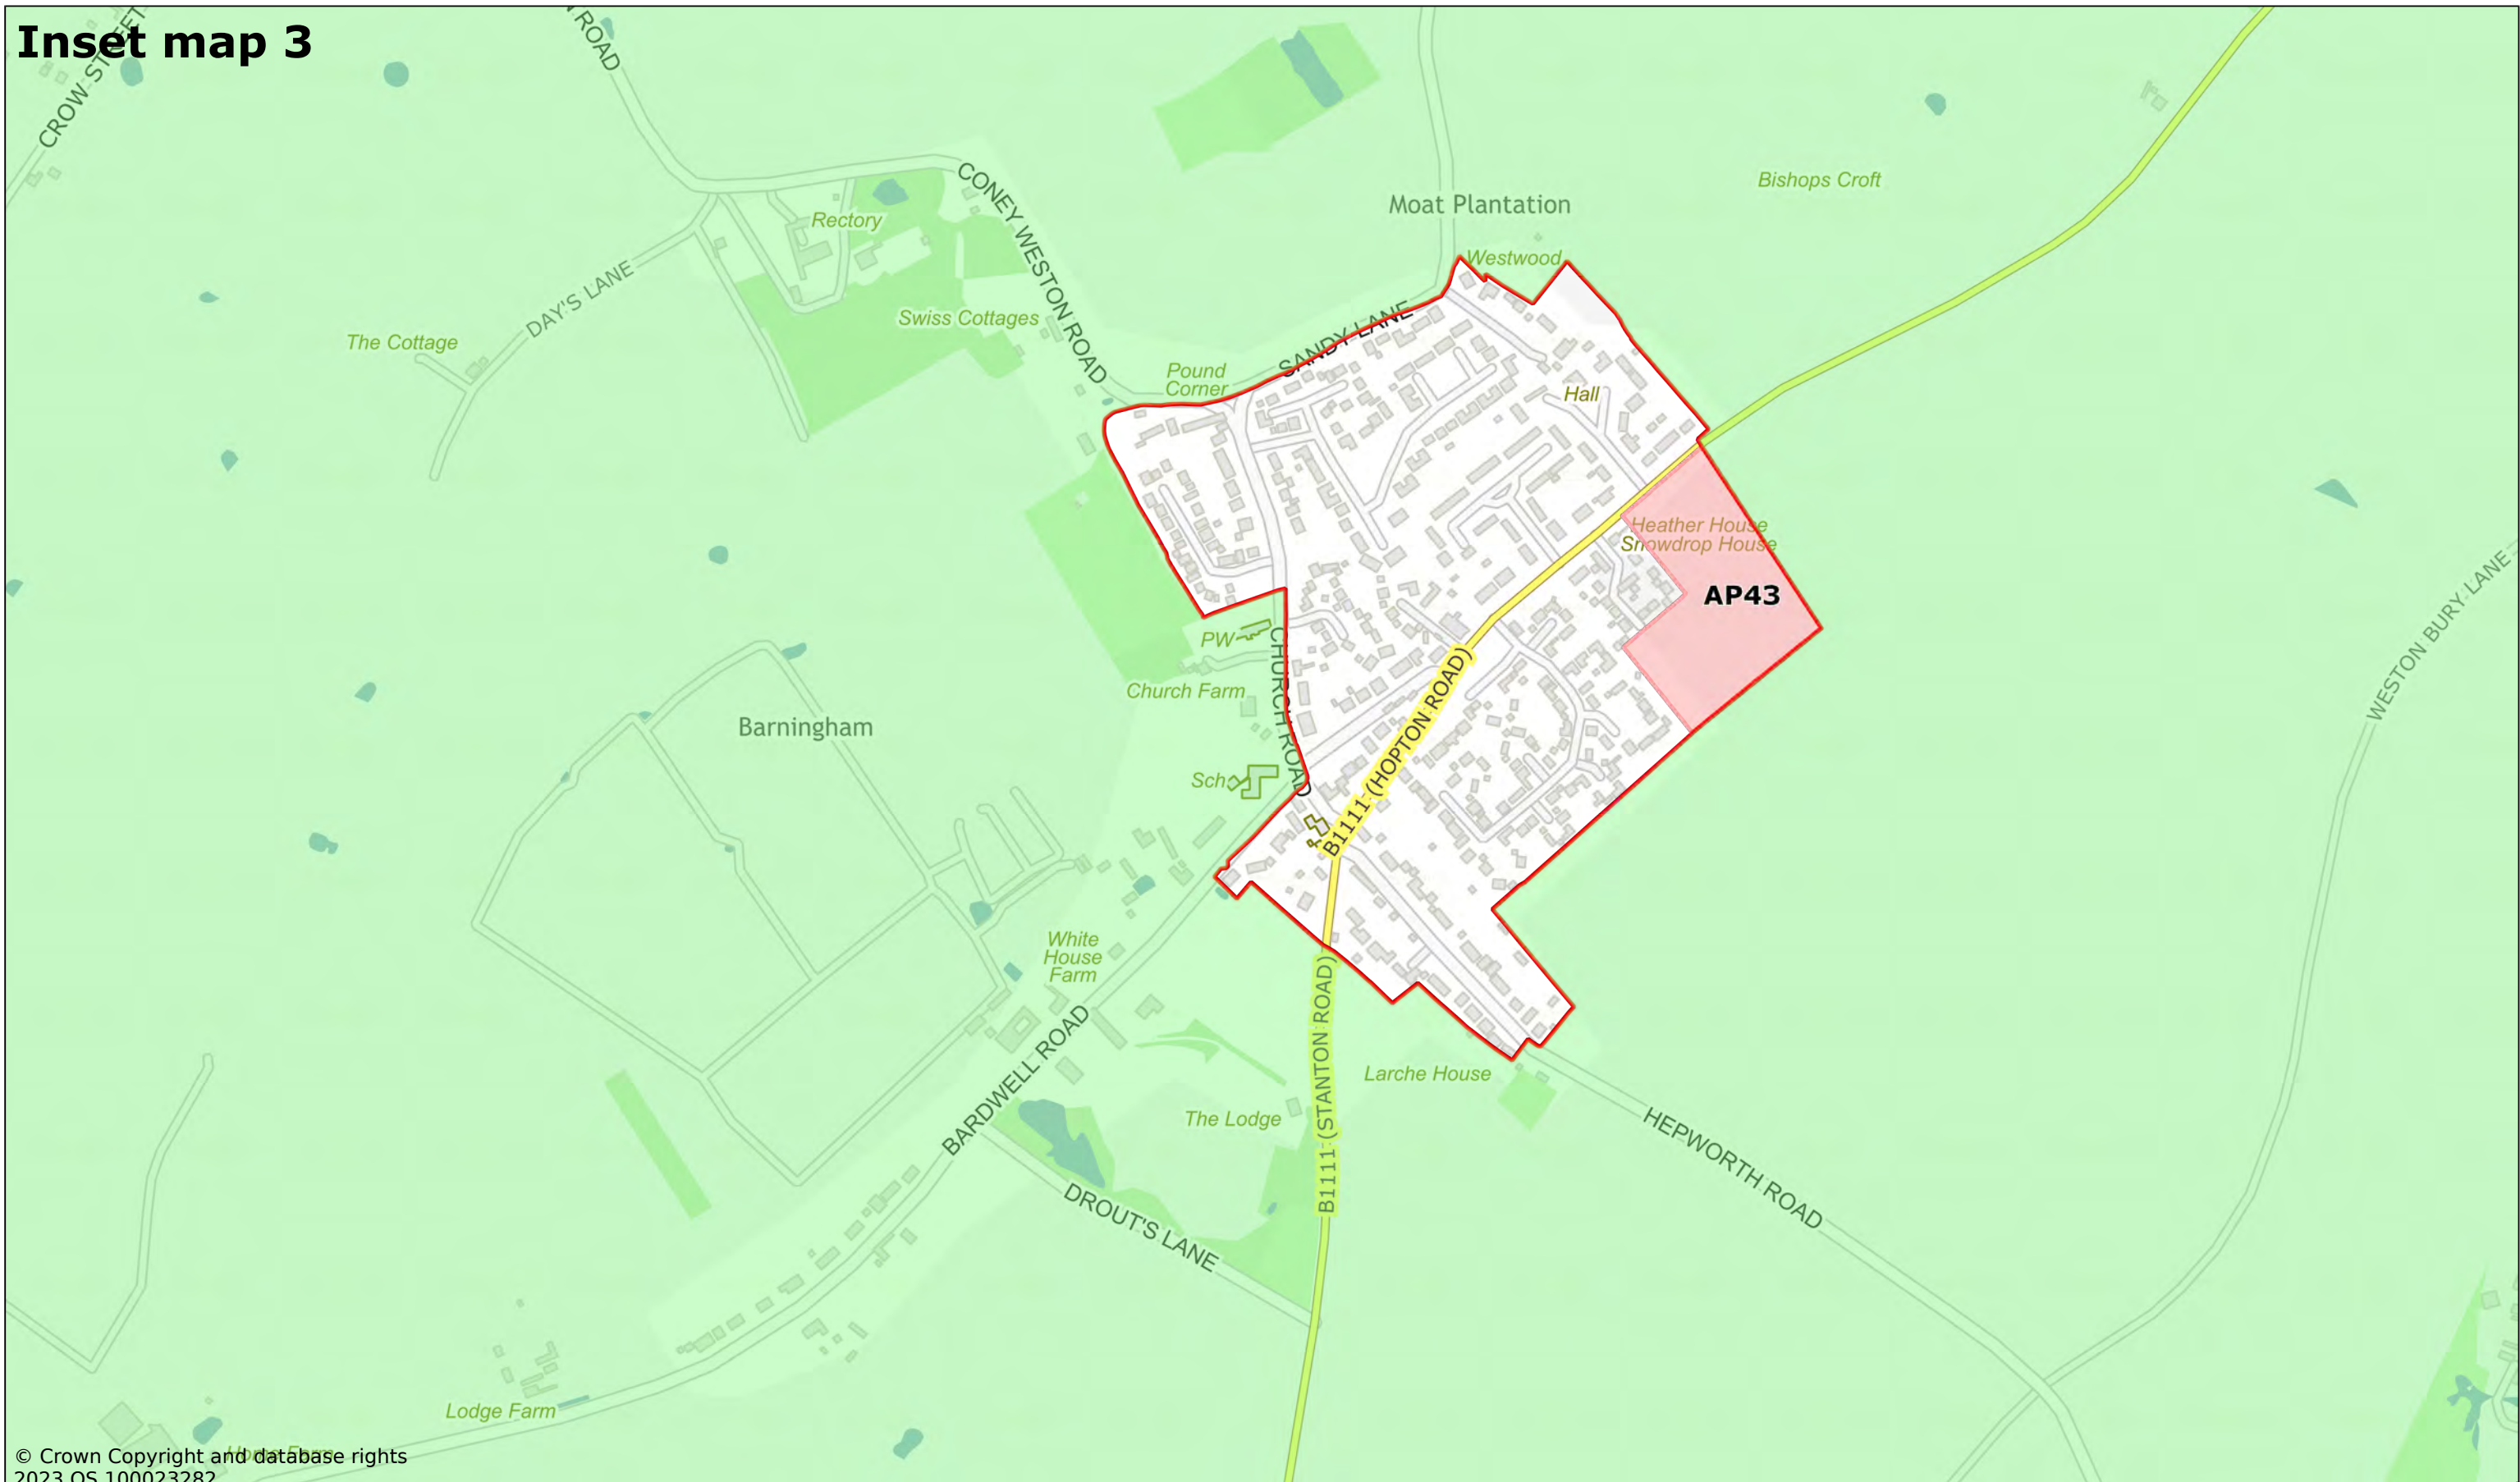 Inset map 3
CROW STREET
ROAD
CONEY WESTON ROAD
Rectory
Moat Plantation
Bishops Croft
Westwood
DAY'S LANE
The Cottage
Swiss Cottages
SANDY LANE
Pound
Corner
Hall
Heather House
Snowdrop House
AP43
WESTON BURY LANE
PW
CHURCH ROAD
Church Farm
Barningham
B1111 (HOPTON ROAD)
Sch
White
House
Farm
B1111 (STANTON ROAD)
BARDWELL ROAD
Larche House
The Lodge
HEPWORTH ROAD
DROUT'S LANE
Lodge Farm
Home Farm
© Crown Copyright and database rights
2023 OS 100023282